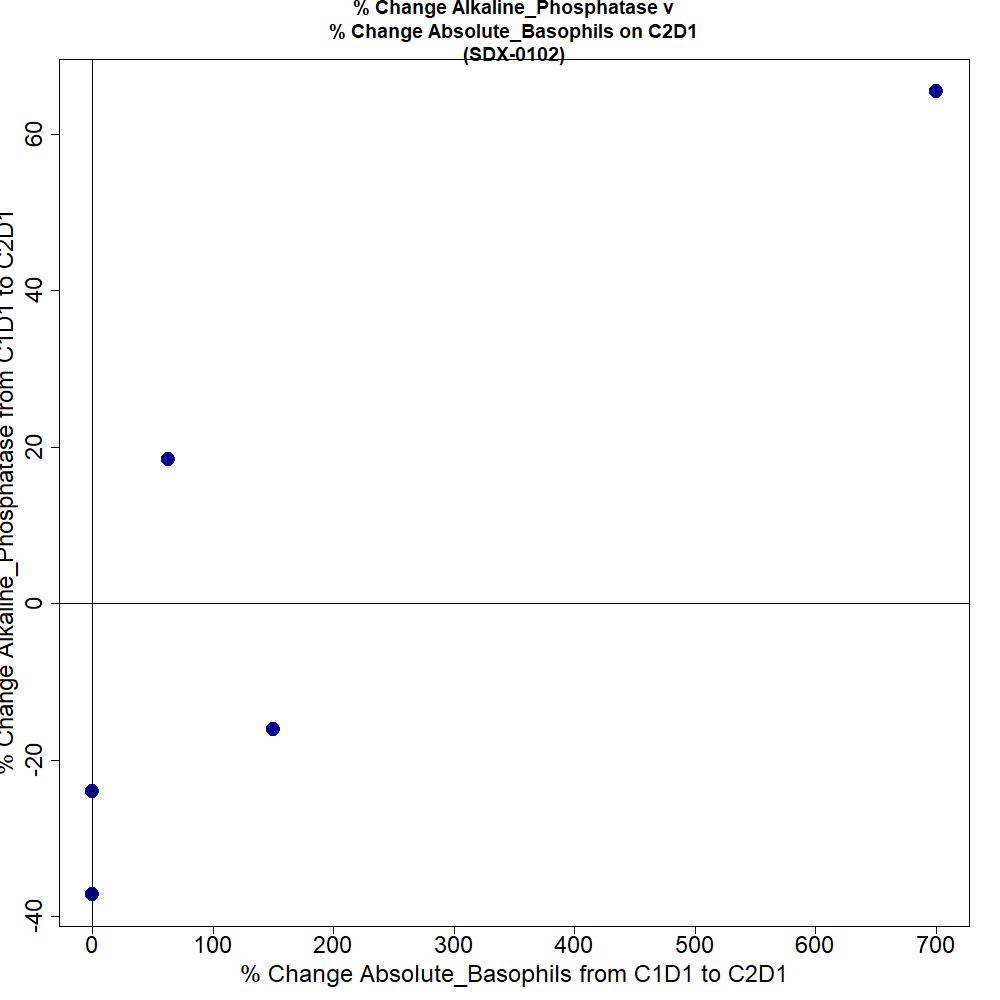 % Change Alkaline_Phosphatase v
% Change Absolute_Basophils on C2D1
(SDX-0102)
% Change Alkaline_Phosphatase from C1D1 to C2D1
60
40
20
0
-20
-40
0 100 200 300 400 500 600 700
% Change Absolute_Basophils from C1D1 to C2D1